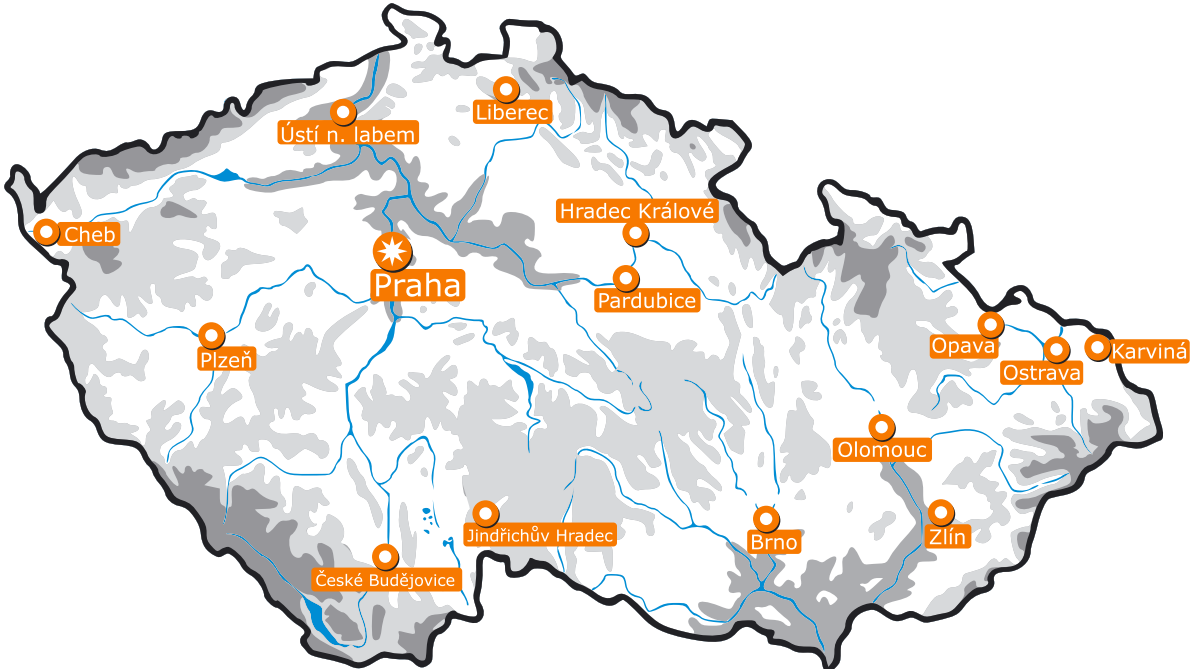 Liberec
Ústí n. labem
Hradec Králové
Cheb
Praha
Pardubice
Opava
Karviná
Plzeň
Ostrava
Olomouc
Jindřichův Hradec
Brno
Zlín
České Budějovice